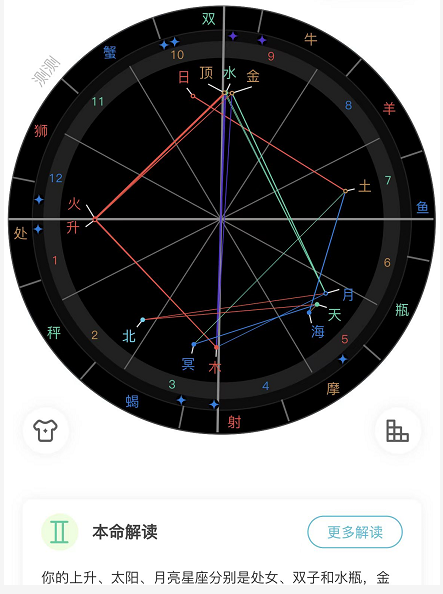 双
牛
蟹
10
9
测测
日
顶
水
金
11
8
羊
狮
12
7
土
火
鱼
处
升
1
6
月
瓶
天
秤
2
北
海
5
冥
木
摩
3
4
蝎
射
本命解读
更多解读
你的上升、太阳、月亮星座分别是处女、双子和水瓶，金